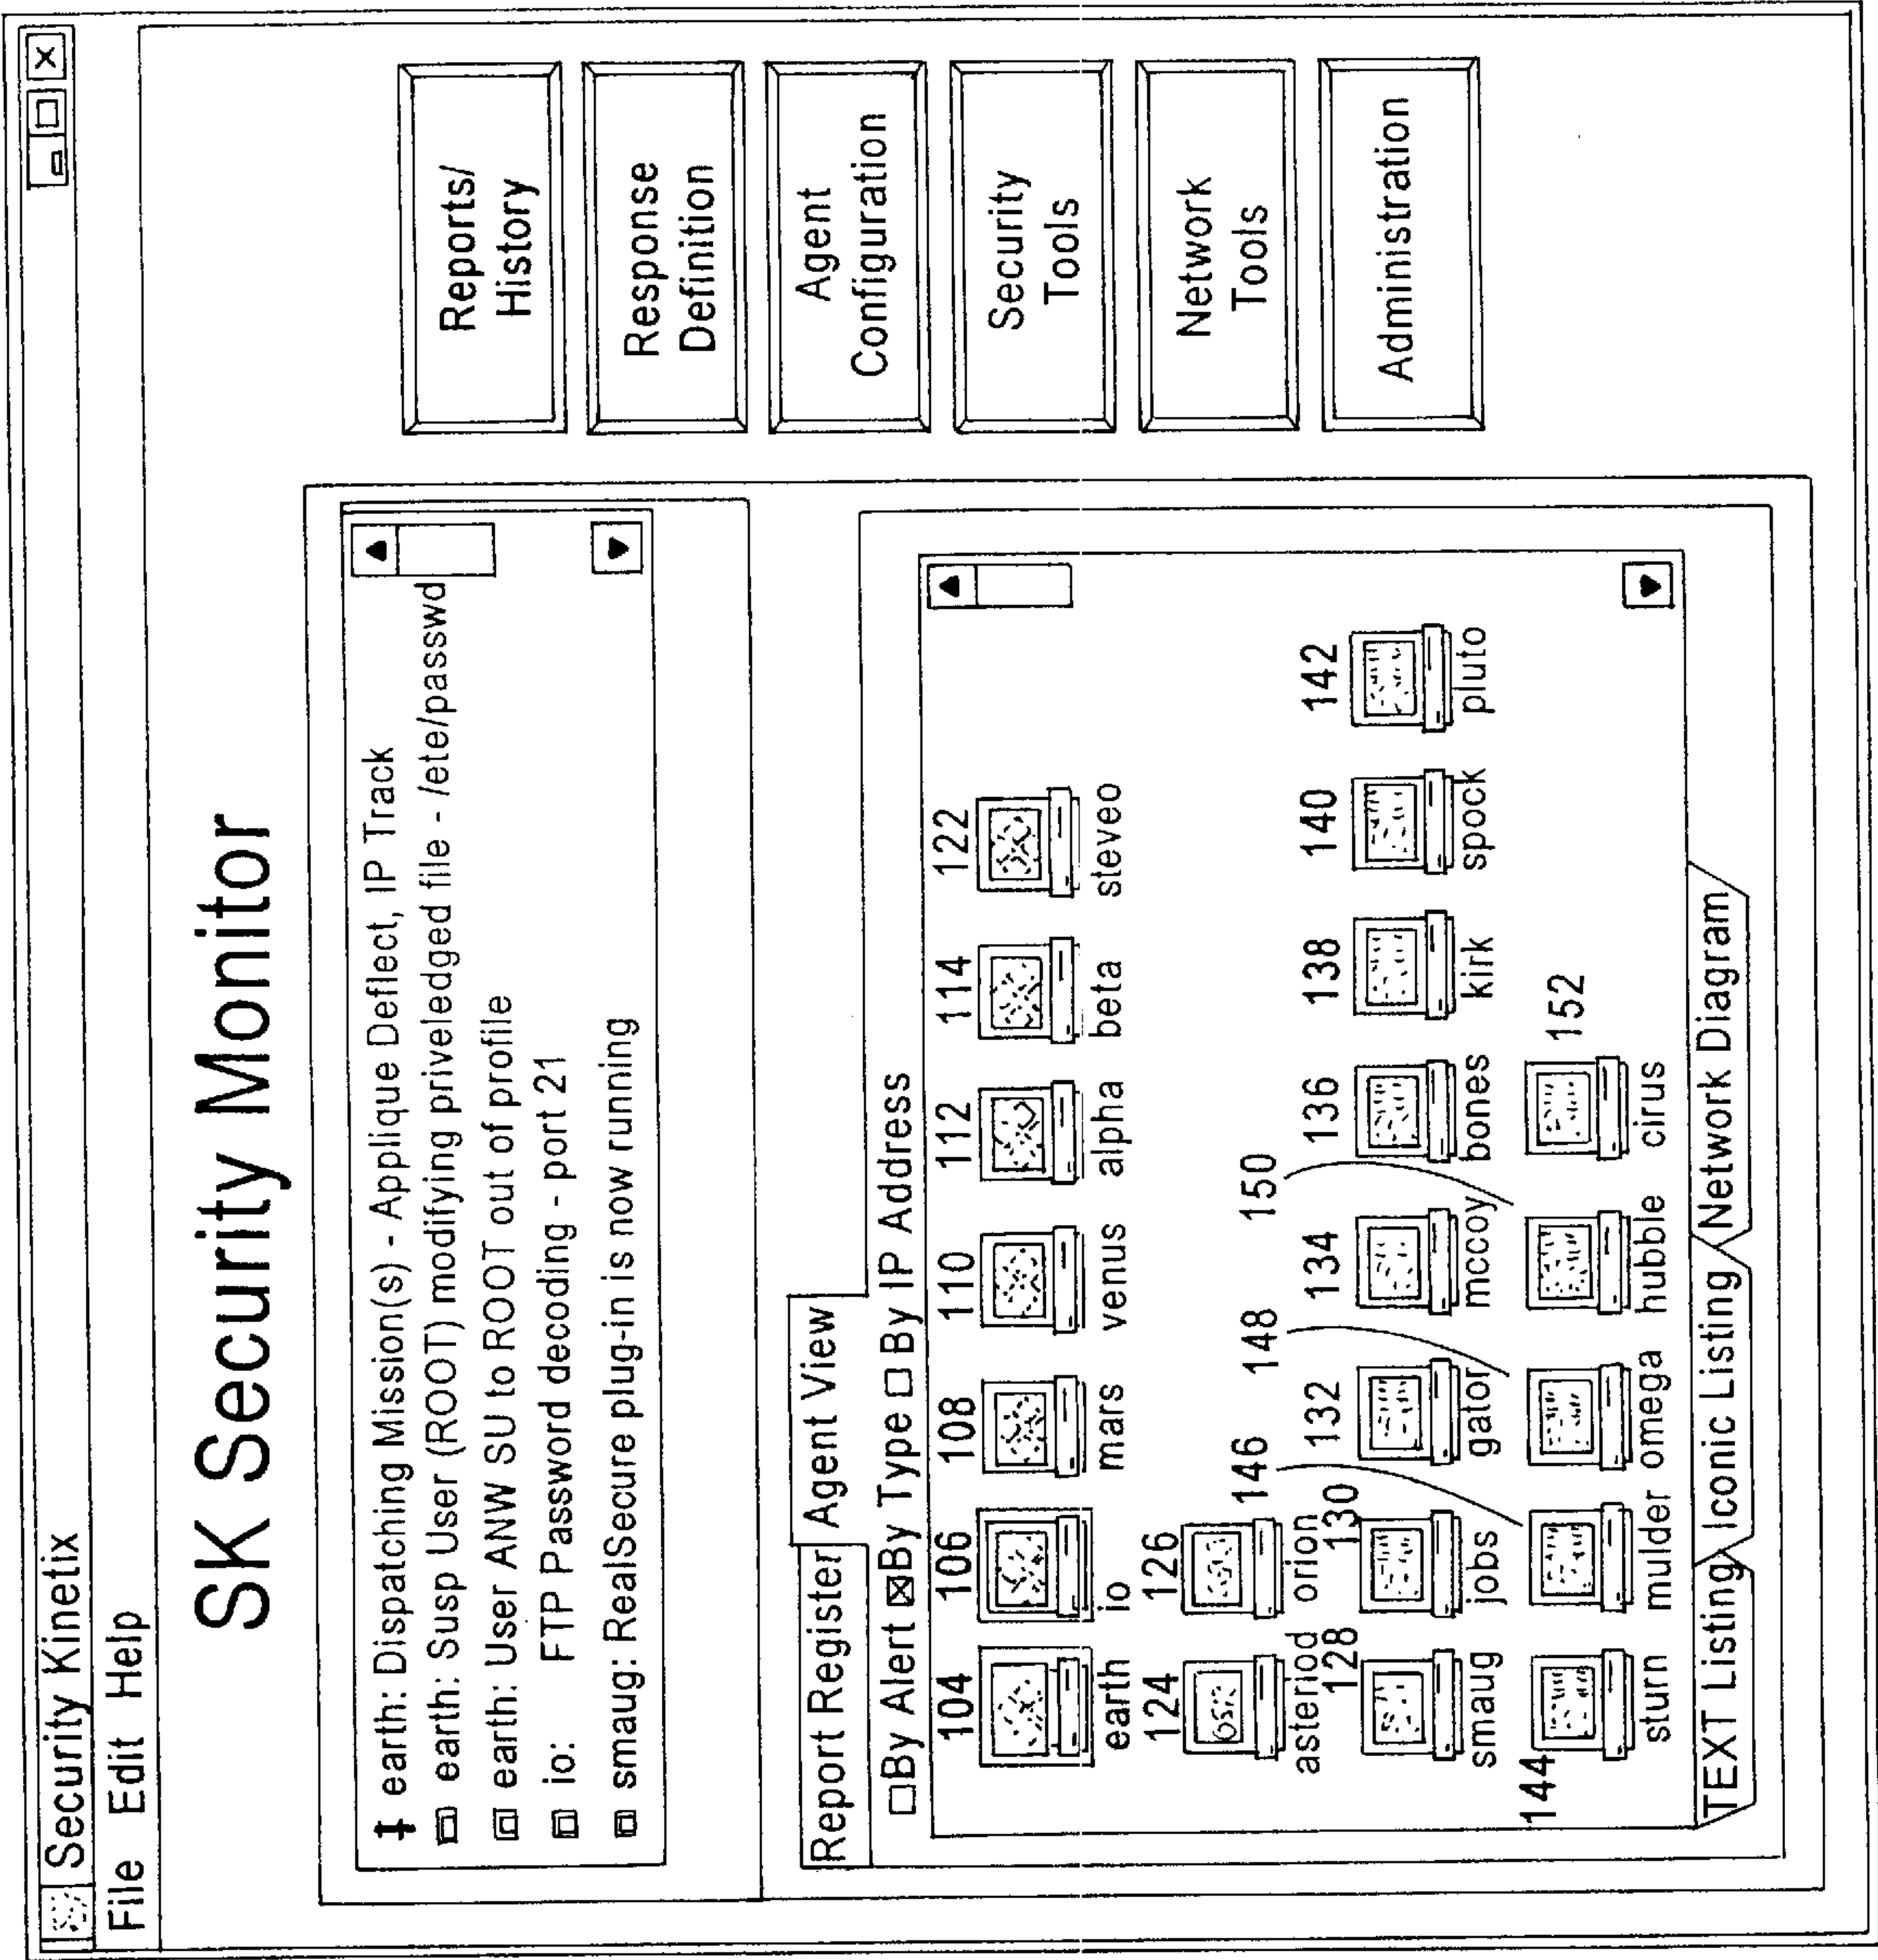 Security Kinetix
File Edit Help
SK Security Monitor
earth: Dispatching Mission(s) - Applique Deflect, IP Track
earth: Susp User (ROOT) modifying priveledged file - /ete/passwd
earth: User ANW SU to ROOT out of profile
io: FTP Password decoding - port 21
smaug: RealSecure plug-in is now running
Reports/
History
Response
Definition
Agent
Configuration
Security
Tools
Network
Tools
Administration
Report Register Agent View
By Alert By Type By IP Address
104 106 108 110 112 114 122
earth io mars venus alpha beta steveo
124 126 146 148 150
asteriod orion
128 130 132 134 136 138 140 142
smaug jobs gator mccoy bones kirk spock pluto
144 152
sturn mulder omega hubble cirus
TEXT Listing Iconic Listing Network Diagram